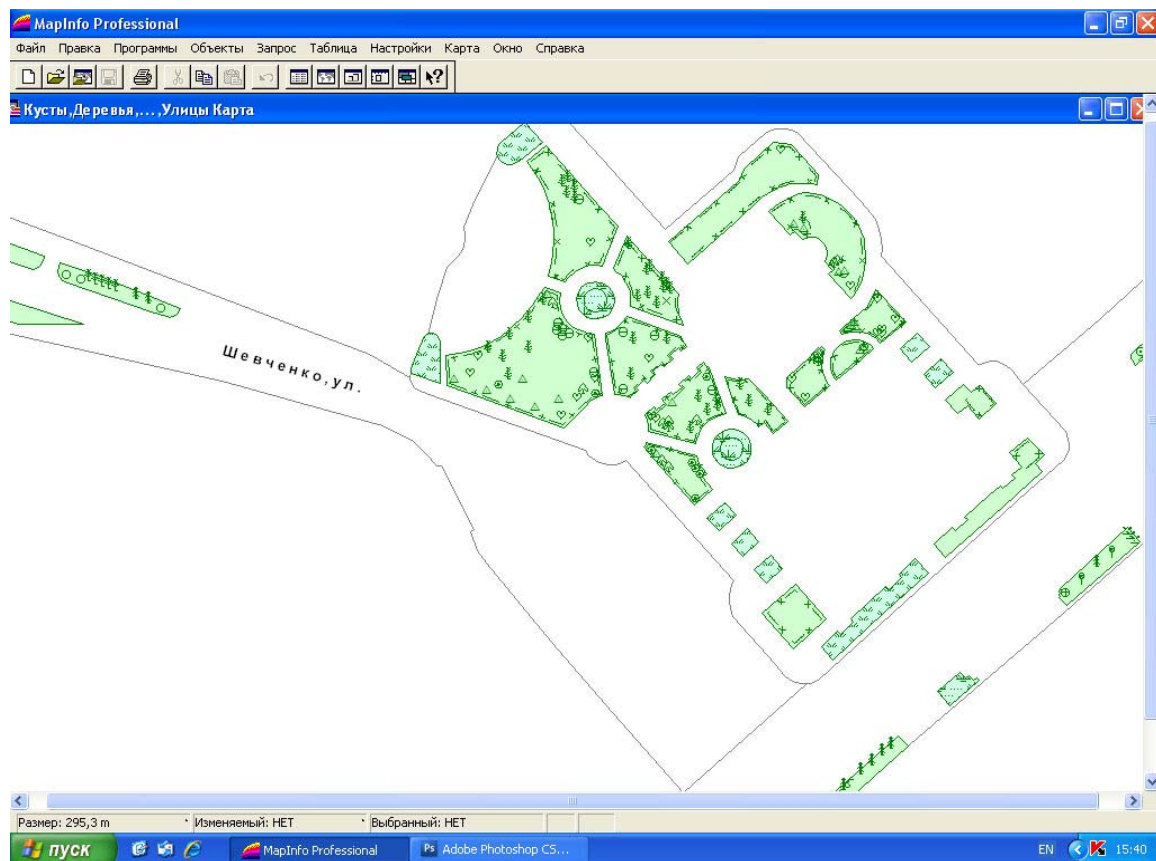 MapInfo Professional
Файл Правка Программы Объекты Запрос Таблица Настройки Карта Окно Справка
Кусты,Деревья,...,Улицы Карта
Шевченко,ул.
Размер: 295,3 m Изменяемый: НЕТ Выбранный: НЕТ
пуск MapInfo Professional Adobe Photoshop CS... EN 15:40